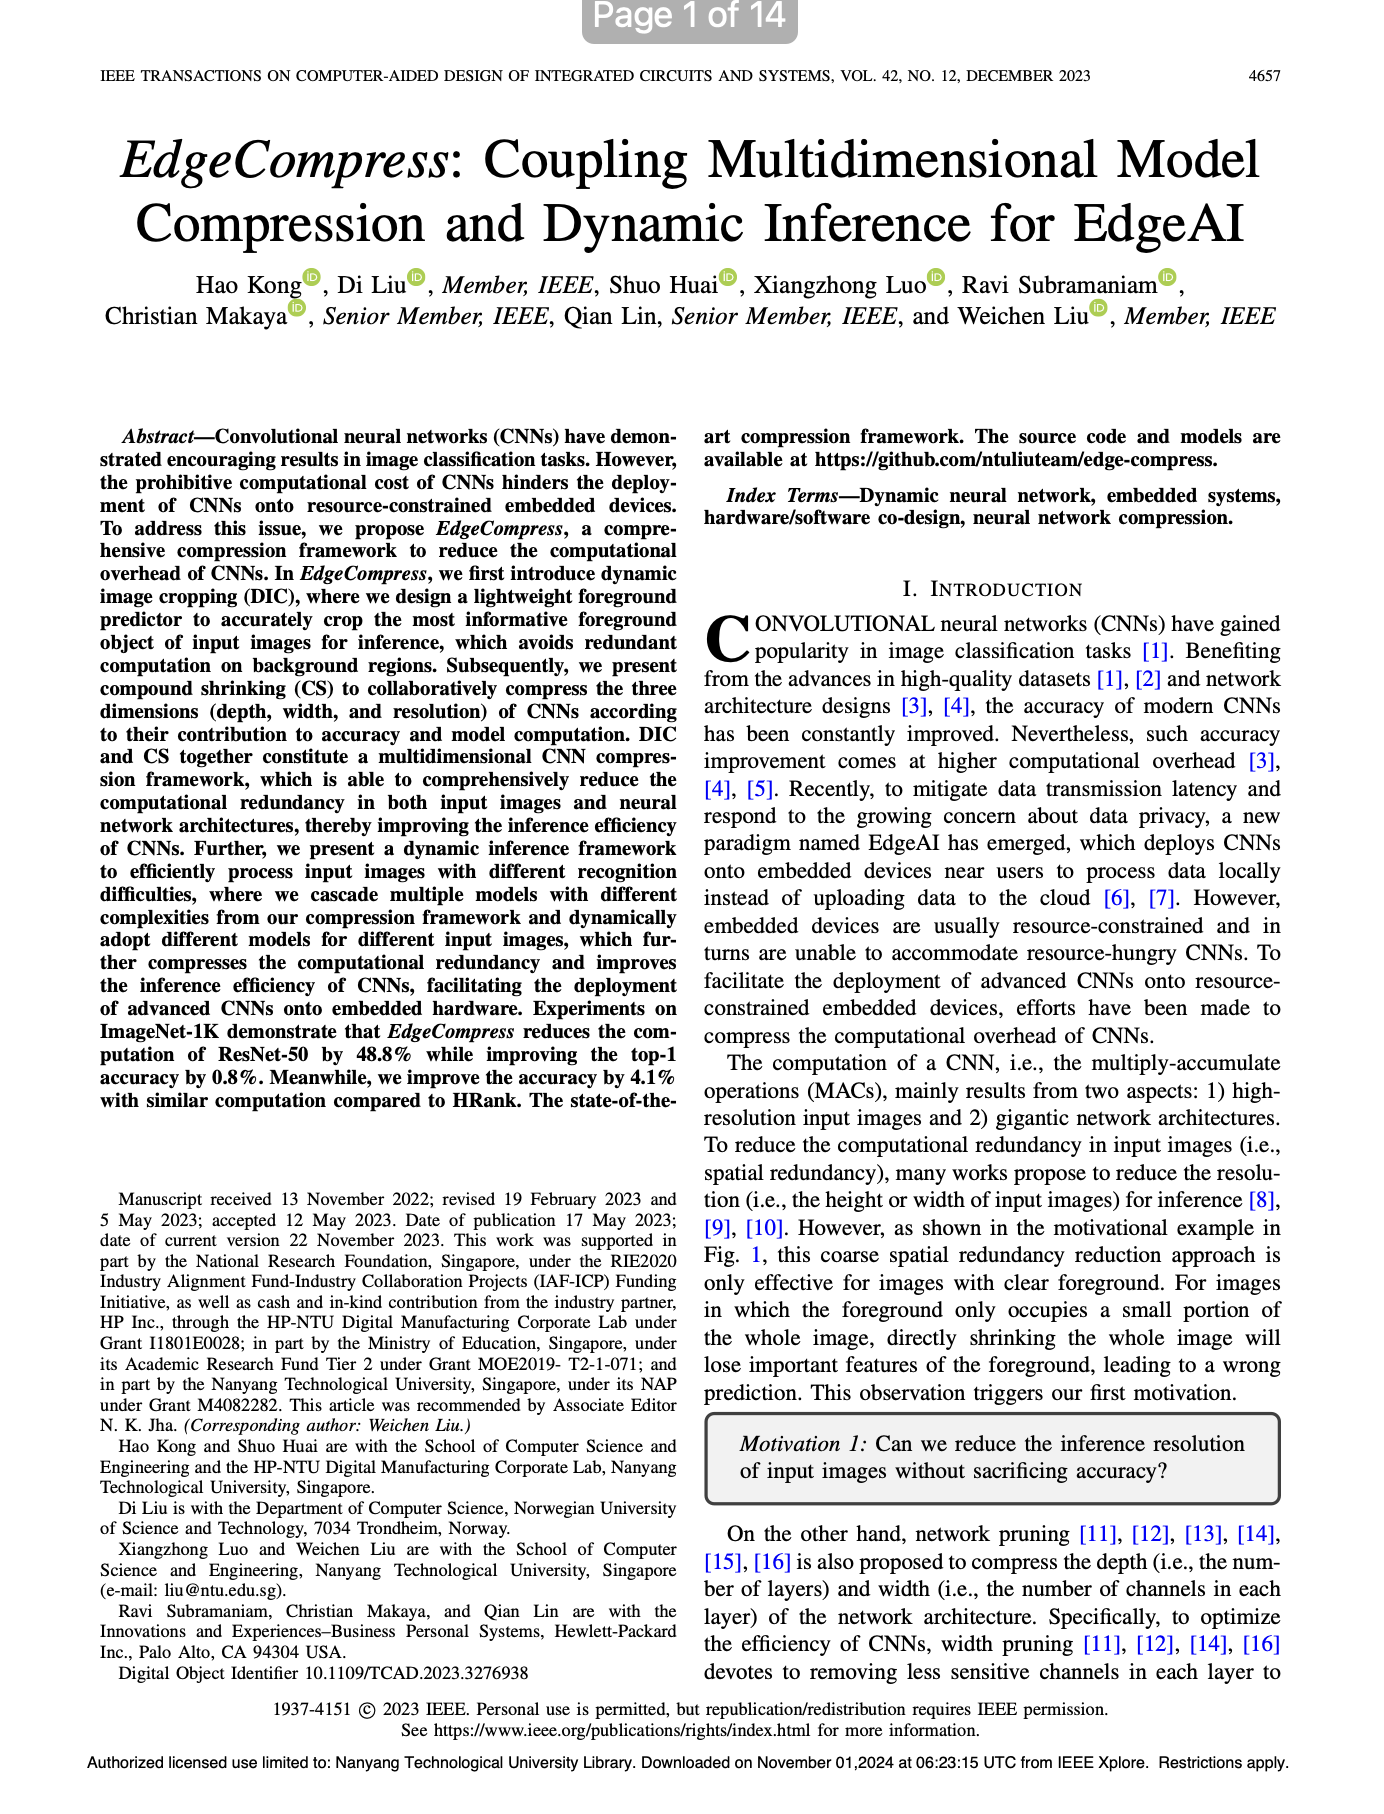 Page 1 of 14
IEEE TRANSACTIONS ON COMPUTER-AIDED DESIGN OF INTEGRATED CIRCUITS AND SYSTEMS, VOL. 42, NO. 12, DECEMBER 2023 4657
EdgeCompress: Coupling Multidimensional Model
Compression and Dynamic Inference for EdgeAI
Hao Kong, Di Liu, Member, IEEE, Shuo Huai, Xiangzhong Luo, Ravi Subramaniam,
Christian Makaya, Senior Member, IEEE, Qian Lin, Senior Member, IEEE, and Weichen Liu, Member, IEEE
Abstract—Convolutional neural networks (CNNs) have demon-
strated encouraging results in image classification tasks. However,
the prohibitive computational cost of CNNs hinders the deploy-
ment of CNNs onto resource-constrained embedded devices.
To address this issue, we propose EdgeCompress, a compre-
hensive compression framework to reduce the computational
overhead of CNNs. In EdgeCompress, we first introduce dynamic
image cropping (DIC), where we design a lightweight foreground
predictor to accurately crop the most informative foreground
object of input images for inference, which avoids redundant
computation on background regions. Subsequently, we present
compound shrinking (CS) to collaboratively compress the three
dimensions (depth, width, and resolution) of CNNs according
to their contribution to accuracy and model computation. DIC
and CS together constitute a multidimensional CNN compres-
sion framework, which is able to comprehensively reduce the
computational redundancy in both input images and neural
network architectures, thereby improving the inference efficiency
of CNNs. Further, we present a dynamic inference framework
to efficiently process input images with different recognition
difficulties, where we cascade multiple models with different
complexities from our compression framework and dynamically
adopt different models for different input images, which fur-
ther compresses the computational redundancy and improves
the inference efficiency of CNNs, facilitating the deployment
of advanced CNNs onto embedded hardware. Experiments on
ImageNet-1K demonstrate that EdgeCompress reduces the com-
putation of ResNet-50 by 48.8% while improving the top-1
accuracy by 0.8%. Meanwhile, we improve the accuracy by 4.1%
with similar computation compared to HRank. The state-of-the-
Manuscript received 13 November 2022; revised 19 February 2023 and
5 May 2023; accepted 12 May 2023. Date of publication 17 May 2023;
date of current version 22 November 2023. This work was supported in
part by the National Research Foundation, Singapore, under the RIE2020
Industry Alignment Fund-Industry Collaboration Projects (IAF-ICP) Funding
Initiative, as well as cash and in-kind contribution from the industry partner,
HP Inc., through the HP-NTU Digital Manufacturing Corporate Lab under
Grant I1801E0028; in part by the Ministry of Education, Singapore, under
its Academic Research Fund Tier 2 under Grant MOE2019- T2-1-071; and
in part by the Nanyang Technological University, Singapore, under its NAP
under Grant M4082282. This article was recommended by Associate Editor
N. K. Jha. (Corresponding author: Weichen Liu.)
Hao Kong and Shuo Huai are with the School of Computer Science and
Engineering and the HP-NTU Digital Manufacturing Corporate Lab, Nanyang
Technological University, Singapore.
Di Liu is with the Department of Computer Science, Norwegian University
of Science and Technology, 7034 Trondheim, Norway.
Xiangzhong Luo and Weichen Liu are with the School of Computer
Science and Engineering, Nanyang Technological University, Singapore
(e-mail: liu@ntu.edu.sg).
Ravi Subramaniam, Christian Makaya, and Qian Lin are with the
Innovations and Experiences–Business Personal Systems, Hewlett-Packard
Inc., Palo Alto, CA 94304 USA.
Digital Object Identifier 10.1109/TCAD.2023.3276938
art compression framework. The source code and models are
available at https://github.com/ntuliuteam/edge-compress.
Index Terms—Dynamic neural network, embedded systems,
hardware/software co-design, neural network compression.
I. INTRODUCTION
CONVOLUTIONAL neural networks (CNNs) have gained
popularity in image classification tasks [1]. Benefiting
from the advances in high-quality datasets [1], [2] and network
architecture designs [3], [4], the accuracy of modern CNNs
has been constantly improved. Nevertheless, such accuracy
improvement comes at higher computational overhead [3],
[4], [5]. Recently, to mitigate data transmission latency and
respond to the growing concern about data privacy, a new
paradigm named EdgeAI has emerged, which deploys CNNs
onto embedded devices near users to process data locally
instead of uploading data to the cloud [6], [7]. However,
embedded devices are usually resource-constrained and in
turns are unable to accommodate resource-hungry CNNs. To
facilitate the deployment of advanced CNNs onto resource-
constrained embedded devices, efforts have been made to
compress the computational overhead of CNNs.
The computation of a CNN, i.e., the multiply-accumulate
operations (MACs), mainly results from two aspects: 1) high-
resolution input images and 2) gigantic network architectures.
To reduce the computational redundancy in input images (i.e.,
spatial redundancy), many works propose to reduce the resolu-
tion (i.e., the height or width of input images) for inference [8],
[9], [10]. However, as shown in the motivational example in
Fig. 1, this coarse spatial redundancy reduction approach is
only effective for images with clear foreground. For images
in which the foreground only occupies a small portion of
the whole image, directly shrinking the whole image will
lose important features of the foreground, leading to a wrong
prediction. This observation triggers our first motivation.
Motivation 1: Can we reduce the inference resolution
of input images without sacrificing accuracy?
On the other hand, network pruning [11], [12], [13], [14],
[15], [16] is also proposed to compress the depth (i.e., the num-
ber of layers) and width (i.e., the number of channels in each
layer) of the network architecture. Specifically, to optimize
the efficiency of CNNs, width pruning [11], [12], [14], [16]
devotes to removing less sensitive channels in each layer to
1937-4151 © 2023 IEEE. Personal use is permitted, but republication/redistribution requires IEEE permission.
See https://www.ieee.org/publications/rights/index.html for more information.
Authorized licensed use limited to: Nanyang Technological University Library. Downloaded on November 01,2024 at 06:23:15 UTC from IEEE Xplore. Restrictions apply.